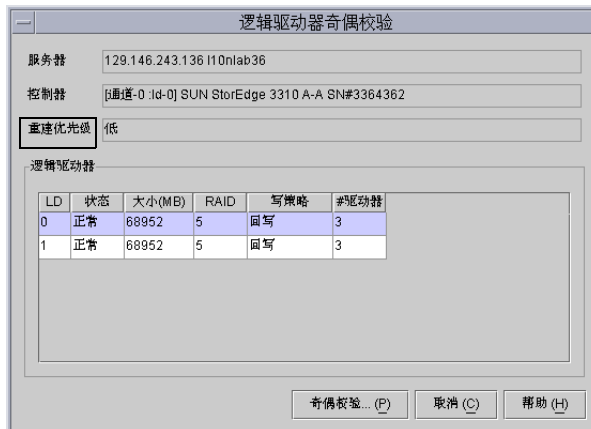 逻辑驱动器奇偶校验
服务器 129.146.243.136 l10nlab36
控制器 [通道-0 :Id-0] SUN StorEdge 3310 A-A SN#3364362
重建优先级 低
逻辑驱动器
LD 状态 大小(MB) RAID 写策略 #驱动器
0 正常 68952 5 回写 3
1 正常 68952 5 回写 3
奇偶校验... (P) 取消 (C) 帮助 (H)